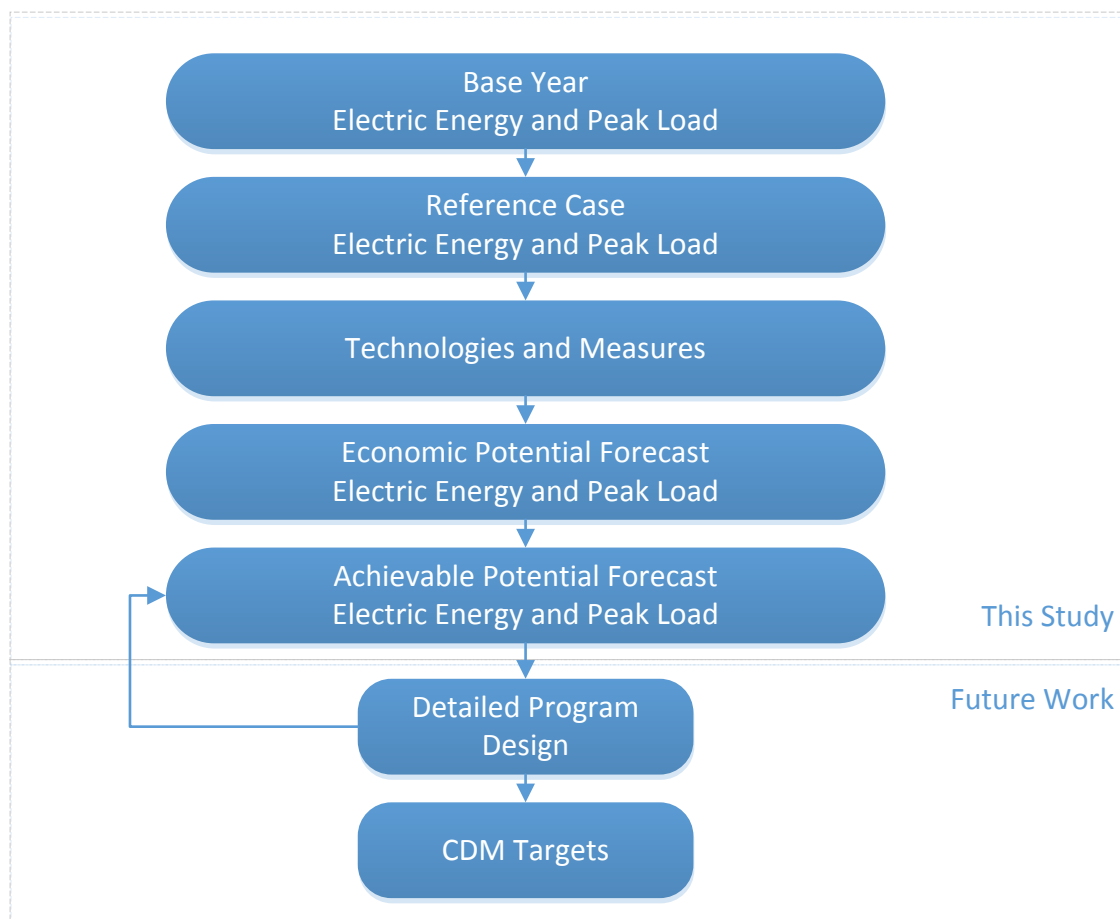 Base Year
Electric Energy and Peak Load
Reference Case
Electric Energy and Peak Load
Technologies and Measures
Economic Potential Forecast
Electric Energy and Peak Load
Achievable Potential Forecast
Electric Energy and Peak Load
This Study
Future Work
Detailed Program
Design
CDM Targets